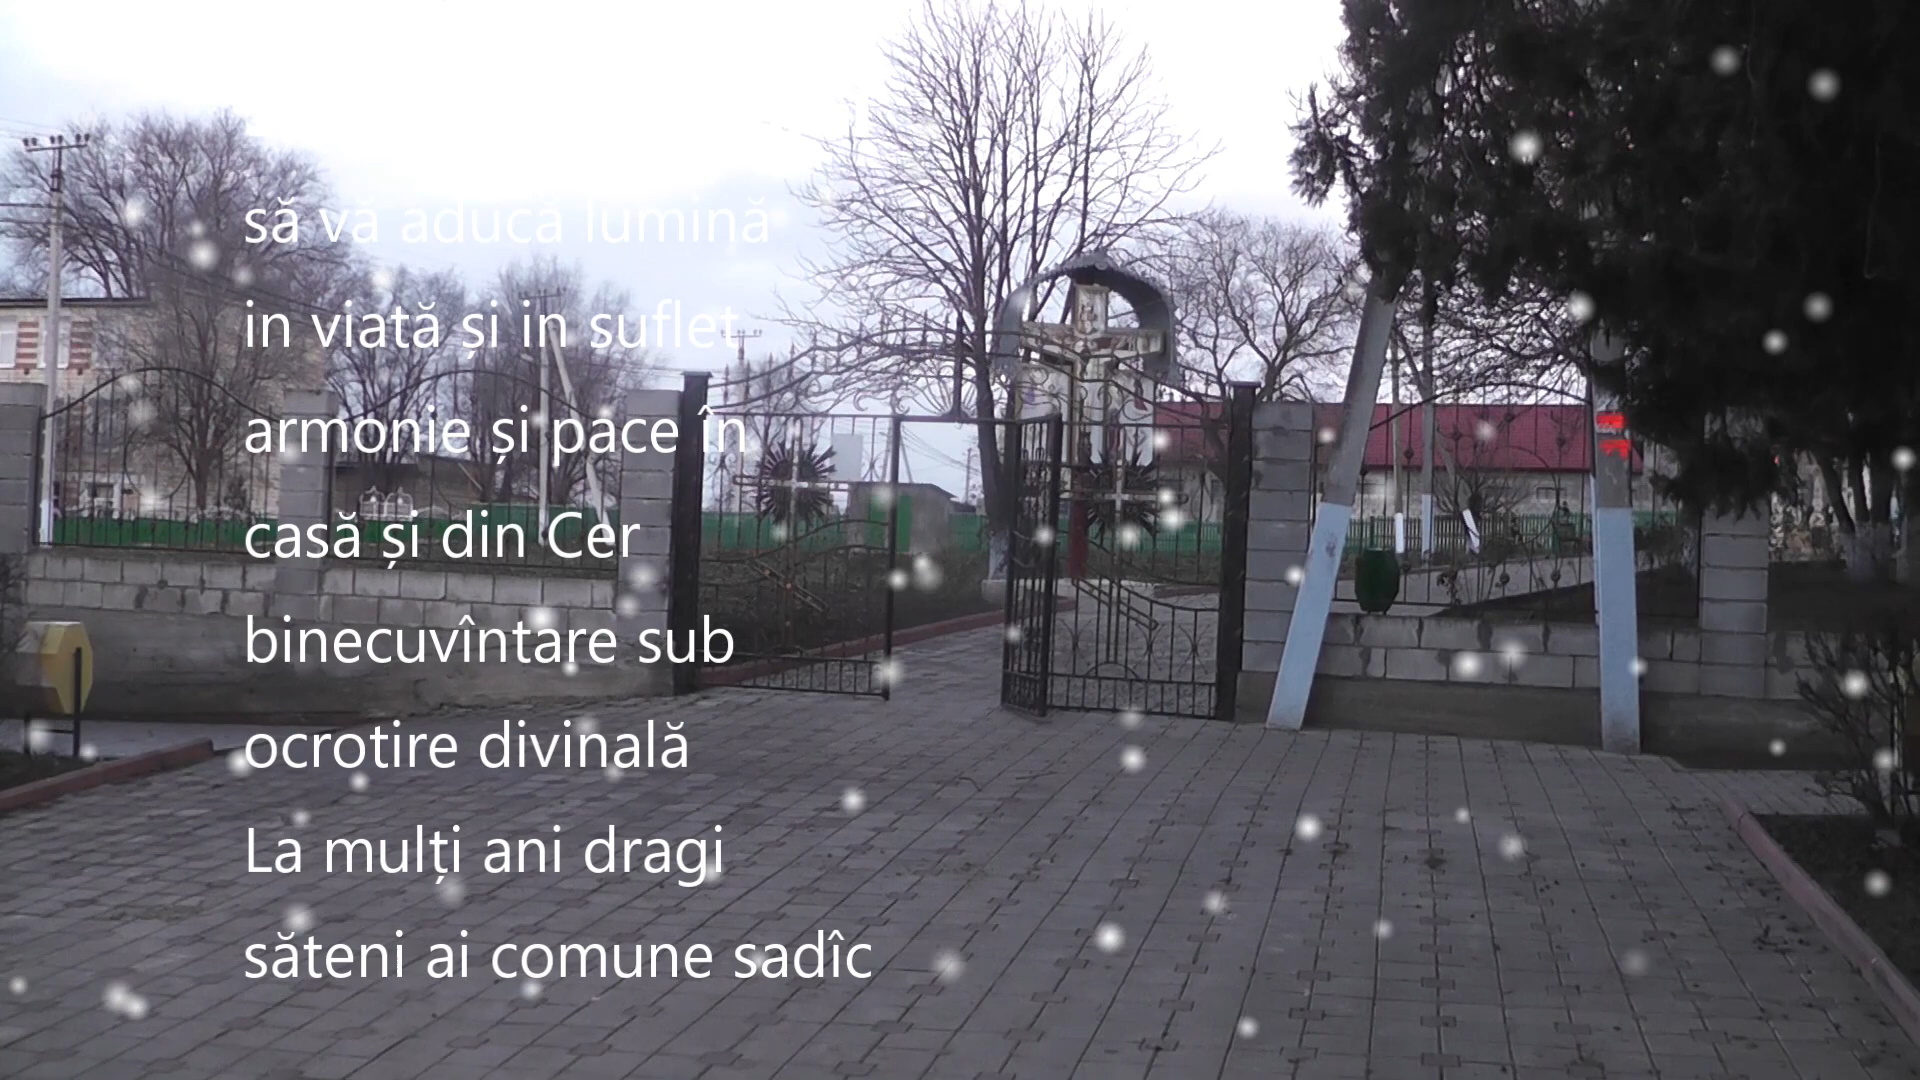 să vă aducă lumină
in viată și in suflet,
armonie și pace în
casă și din Cer
binecuvîntare sub
ocrotire divinală
La mulți ani dragi
săteni ai comune sadîc